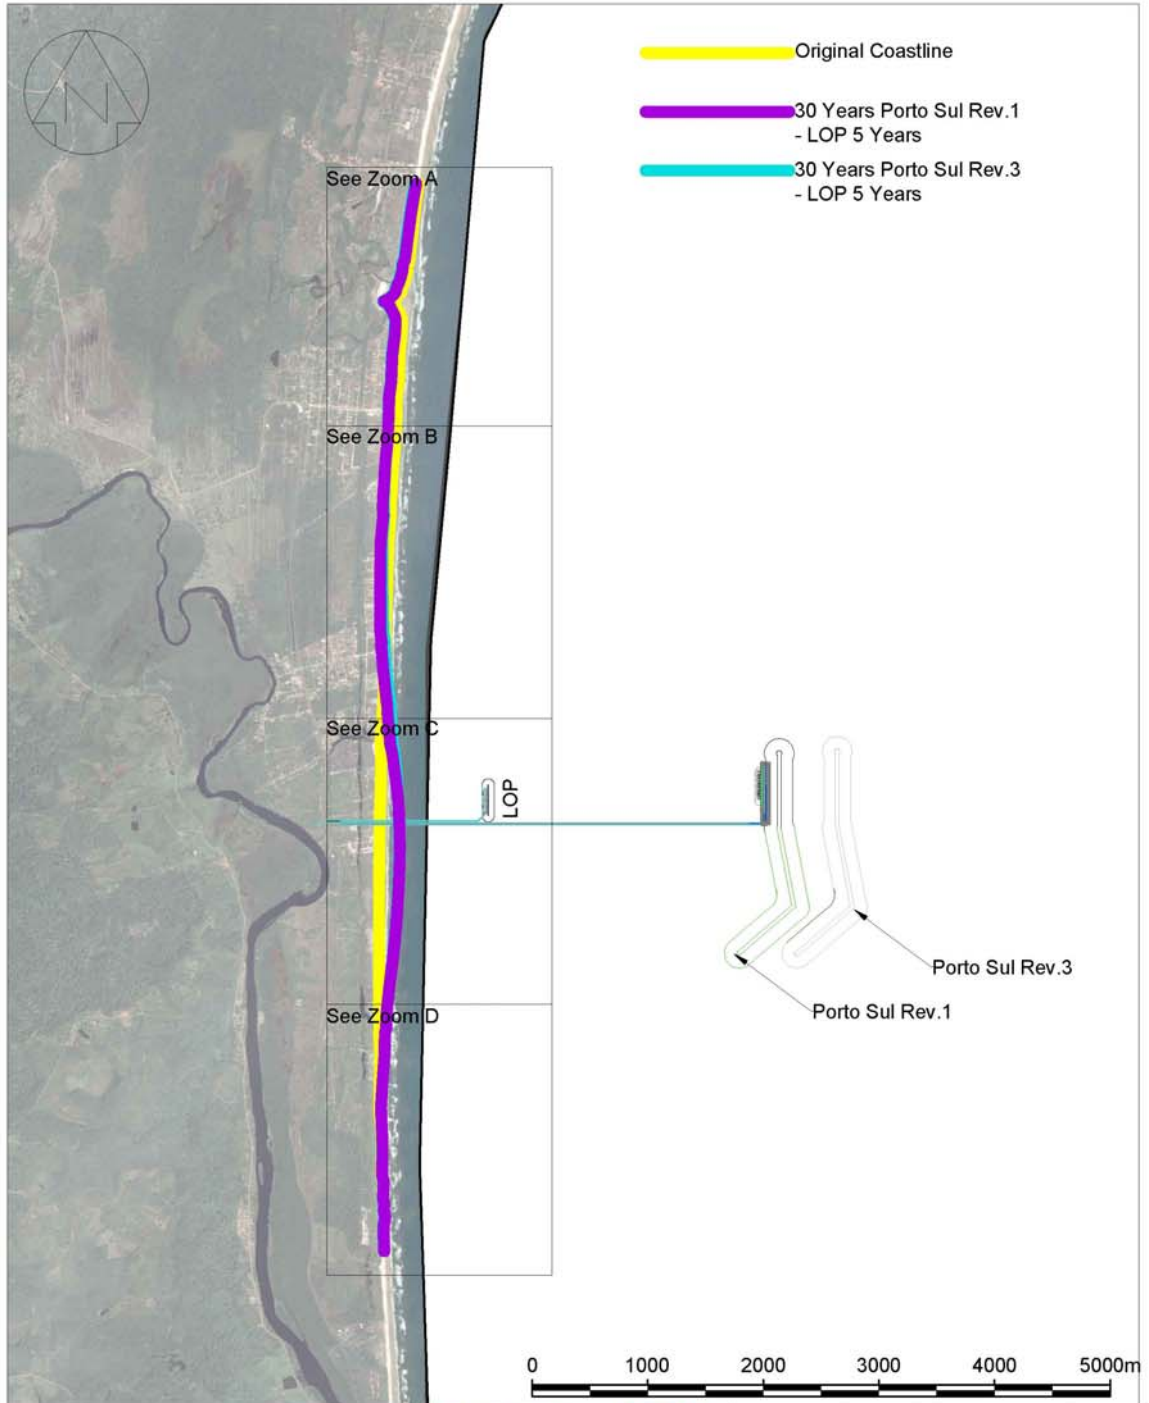 N
Original Coastline
30 Years Porto Sul Rev.1
- LOP 5 Years
30 Years Porto Sul Rev.3
- LOP 5 Years
See Zoom A
See Zoom B
See Zoom C
LOP
Porto Sul Rev.3
Porto Sul Rev.1
See Zoom D
0 1000 2000 3000 4000 5000m